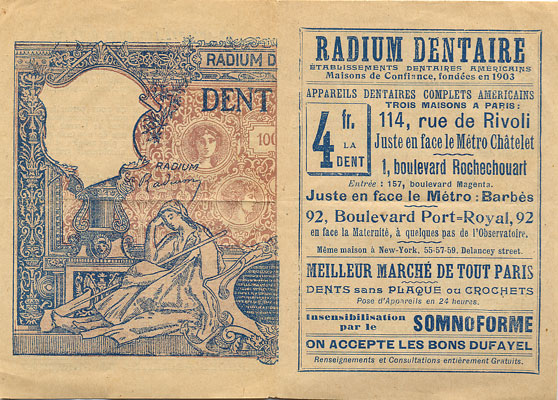 RADIUM D
DENT
100
RADIUM
RADIUM DENTAIRE
ÉTABLISSEMENTS DENTAIRES AMÉRICAINS
Maisons de Confiance, fondées en 1903
APPAREILS DENTAIRES COMPLETS AMÉRICAINS
4 fr.
LA
DENT
TROIS MAISONS A PARIS:
114, rue de Rivoli
Juste en face le Métro Châtelet
1, boulevard Rochechouart
Entrée : 157, boulevard Magenta.
Juste en face le Métro : Barbès
92, Boulevard Port=Royal, 92
en face la Maternité, à quelques pas de l'Observatoire.
Même maison à New-York, 55-57-59, Delancey street.
MEILLEUR MARCHÉ DE TOUT PARIS
DENTS sans PLAQUE ou CROCHETS
Pose d'Appareils en 24 heures.
Insensibilisation
par le
SOMNOFORME
ON ACCEPTE LES BONS DUFAYEL
Renseignements et Consultations entièrement Gratuits.